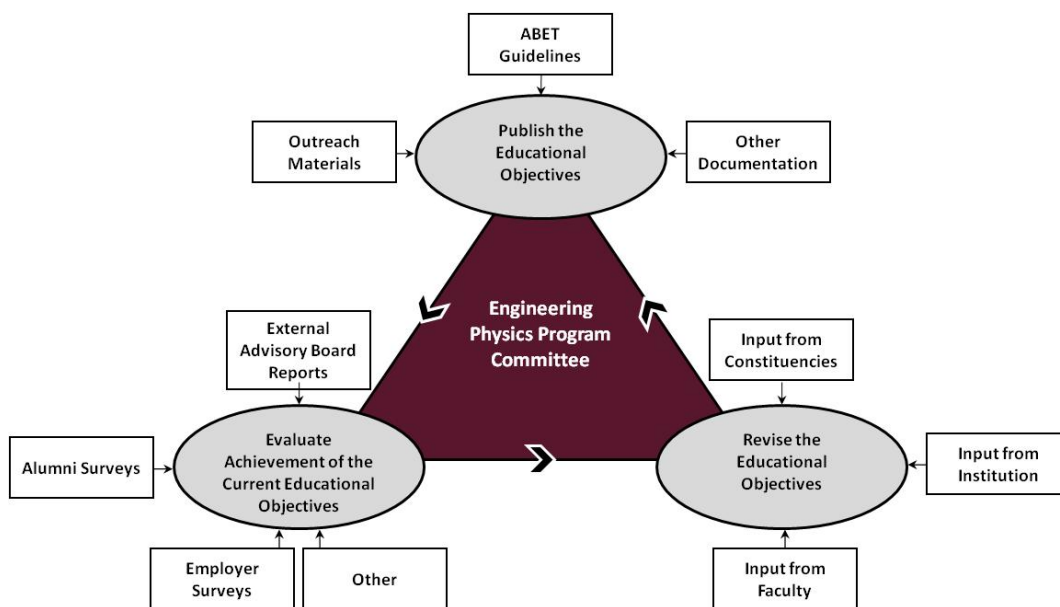 ABET
Guidelines
Outreach
Materials
Publish the
Educational
Objectives
Other
Documentation
Engineering
Physics Program
Committee
External
Advisory Board
Reports
Input from
Constituencies
Alumni Surveys
Evaluate
Achievement of the
Current Educational
Objectives
Revise the
Educational
Objectives
Input from
Institution
Employer
Surveys
Other
Input from
Faculty